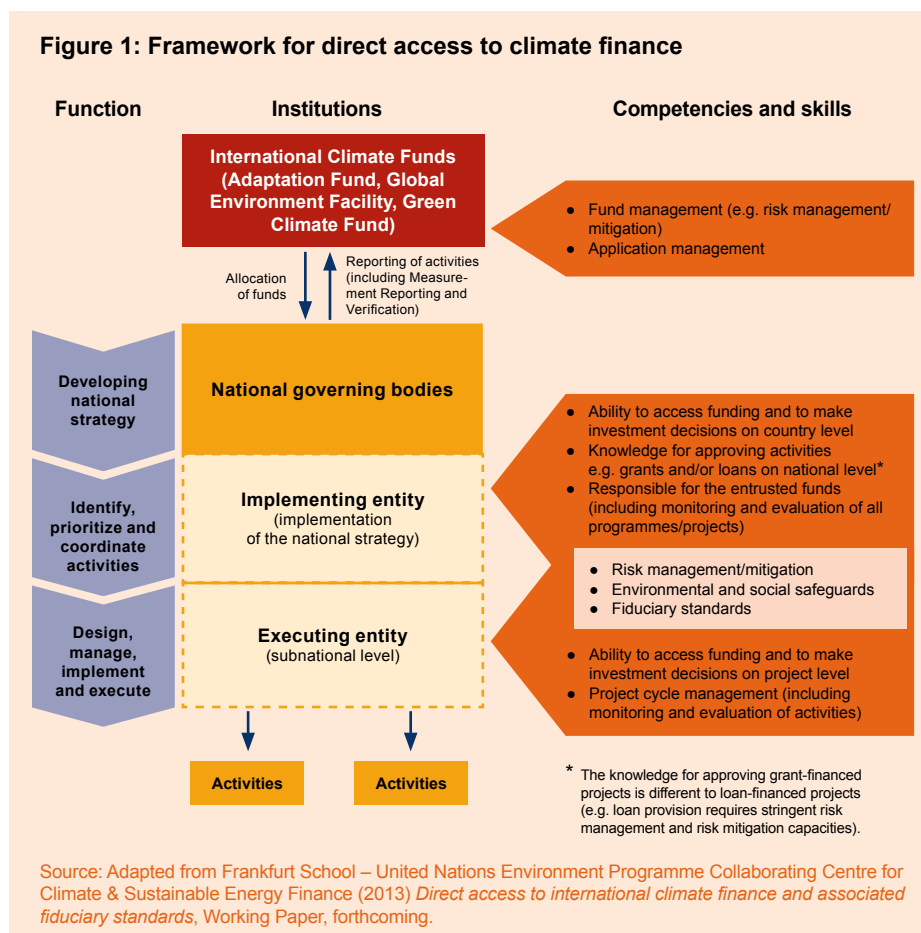 Figure 1: Framework for direct access to climate finance
Function
Institutions
Competencies and skills
International Climate Funds
(Adaptation Fund, Global
Environment Facility, Green
Climate Fund)
● Fund management (e.g. risk management/
mitigation)
● Application management
Allocation
of funds
Reporting of activities
(including Measure-
ment Reporting and
Verification)
Developing
national
strategy
National governing bodies
● Ability to access funding and to make
investment decisions on country level
● Knowledge for approving activities
e.g. grants and/or loans on national level*
● Responsible for the entrusted funds
(including monitoring and evaluation of all
programmes/projects)
Identify,
prioritize and
coordinate
activities
Implementing entity
(implementation
of the national strategy)
● Risk management/mitigation
● Environmental and social safeguards
● Fiduciary standards
Design,
manage,
implement
and execute
Executing entity
(subnational level)
● Ability to access funding and to make
investment decisions on project level
● Project cycle management (including
monitoring and evaluation of activities)
Activities
Activities
* The knowledge for approving grant-financed
projects is different to loan-financed projects
(e.g. loan provision requires stringent risk
management and risk mitigation capacities).
Source: Adapted from Frankfurt School – United Nations Environment Programme Collaborating Centre for
Climate & Sustainable Energy Finance (2013) Direct access to international climate finance and associated
fiduciary standards, Working Paper, forthcoming.